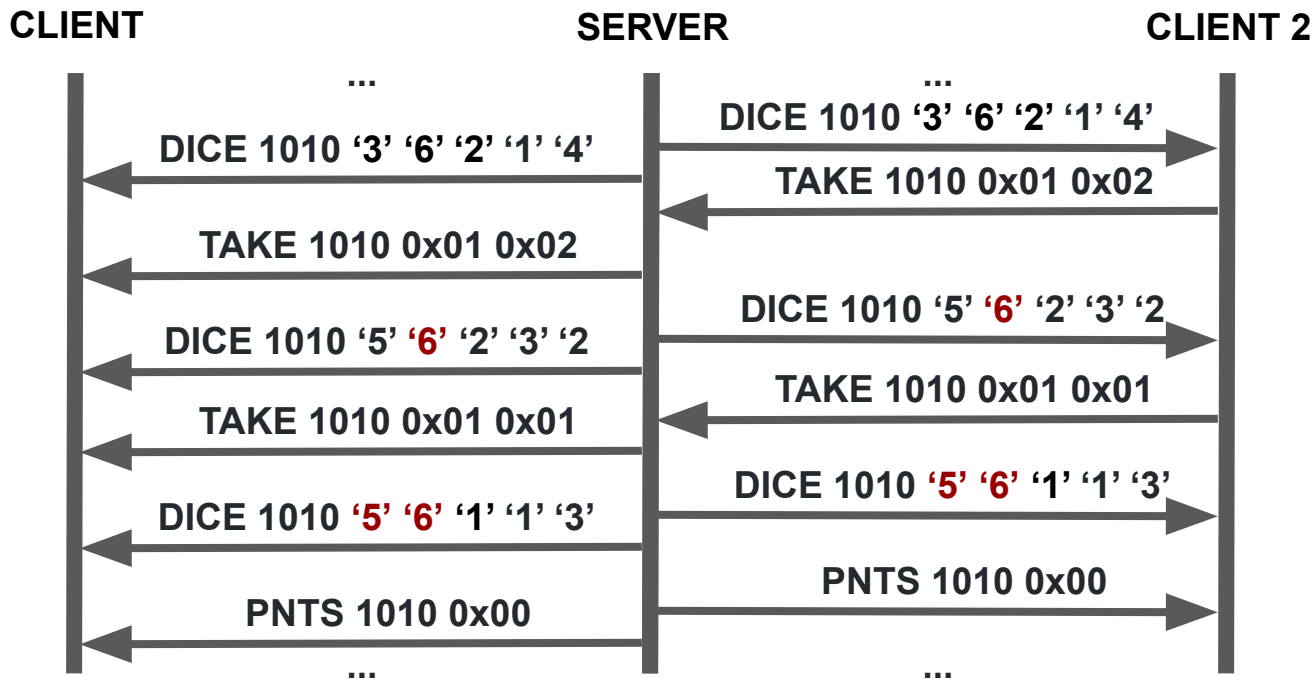 CLIENT SERVER CLIENT 2
... ...
DICE 1010 ‘3’ ‘6’ ‘2’ ‘1’ ‘4’
DICE 1010 ‘3’ ‘6’ ‘2’ ‘1’ ‘4’
TAKE 1010 0x01 0x02
TAKE 1010 0x01 0x02
DICE 1010 ‘5’ ‘6’ ‘2’ ‘3’ ‘2
DICE 1010 ‘5’ ‘6’ ‘2’ ‘3’ ‘2
TAKE 1010 0x01 0x01
TAKE 1010 0x01 0x01
DICE 1010 ‘5’ ‘6’ ‘1’ ‘1’ ‘3’
DICE 1010 ‘5’ ‘6’ ‘1’ ‘1’ ‘3’
PNTS 1010 0x00
PNTS 1010 0x00
... ...